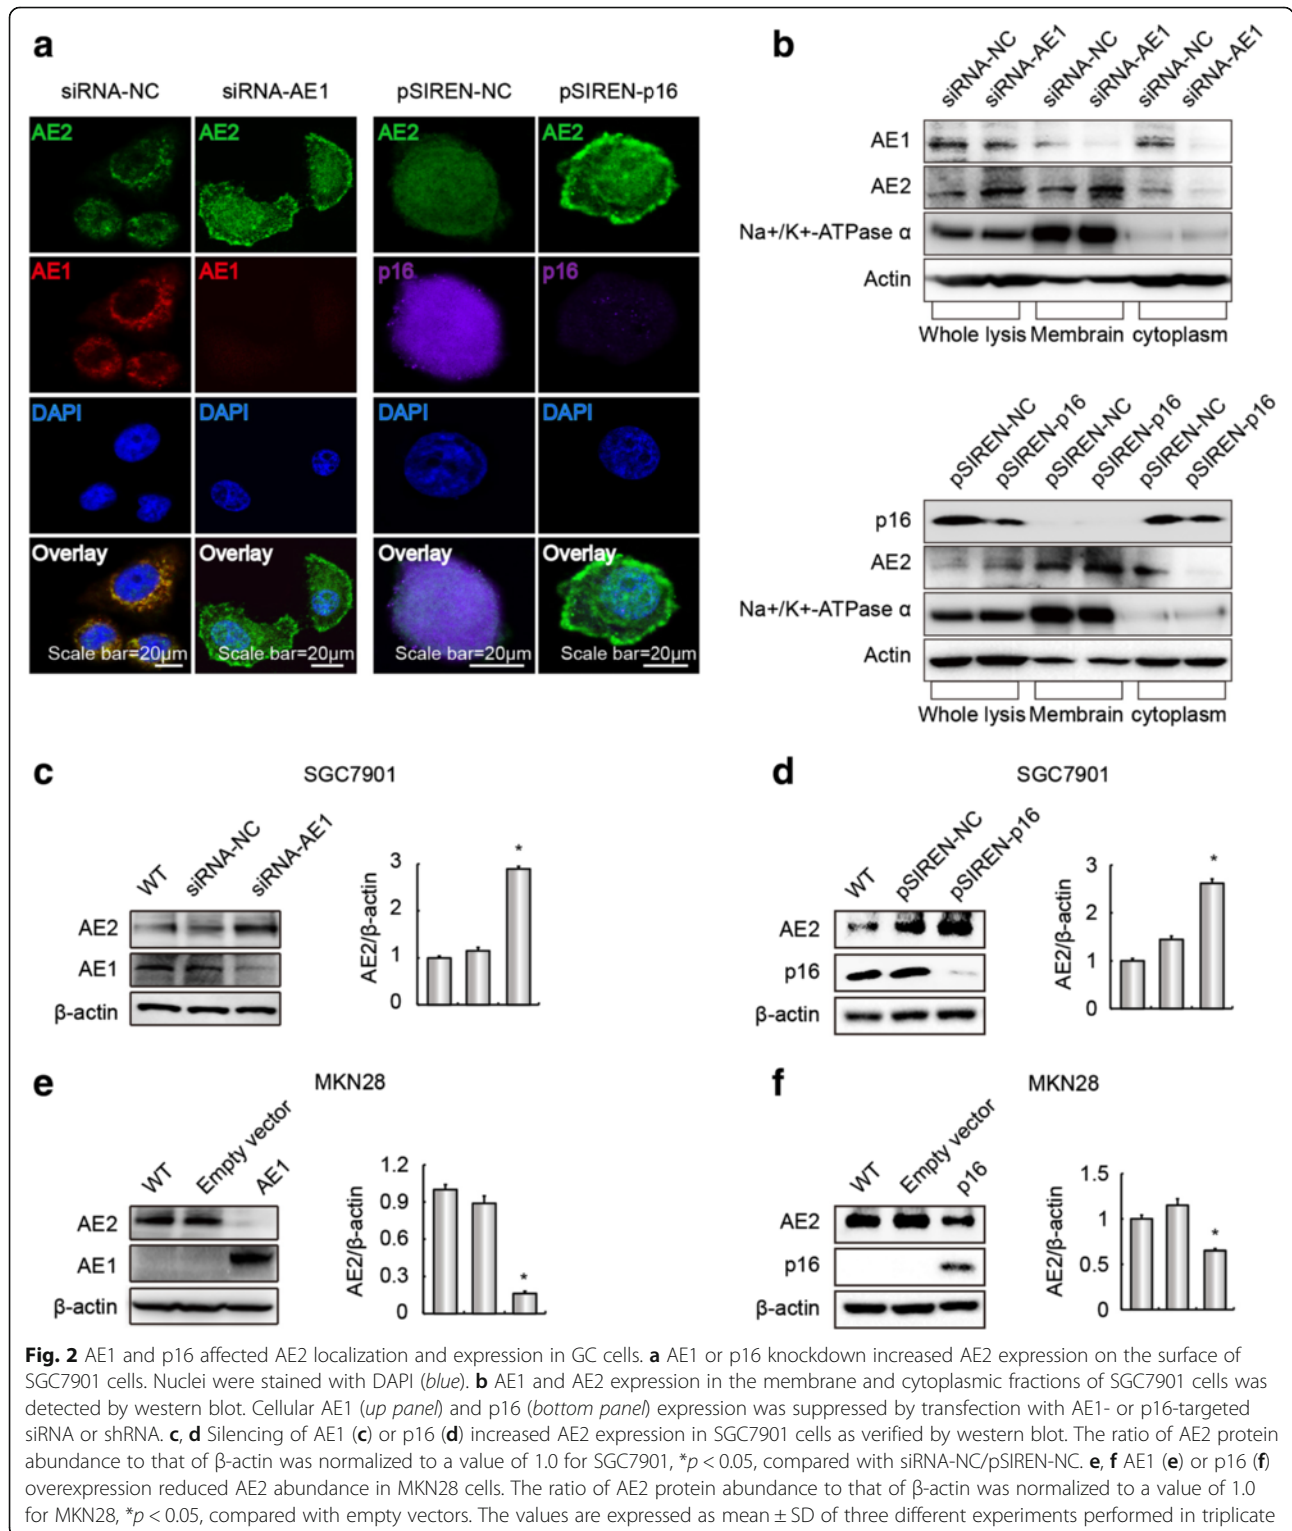 a
siRNA-NC siRNA-AE1 pSIREN-NC pSIREN-p16
AE2 AE2 AE2 AE2
AE1 AE1 p16 p16
DAPI DAPI DAPI DAPI
Overlay Overlay Overlay Overlay
Scale bar=20μm Scale bar=20μm Scale bar=20μm Scale bar=20μm
b
siRNA-NC siRNA-AE1 siRNA-NC siRNA-AE1 siRNA-NC siRNA-AE1
AE1
AE2
Na+/K+-ATPase α
Actin
Whole lysis Membrain cytoplasm
pSIREN-NC pSIREN-p16 pSIREN-NC pSIREN-p16 pSIREN-NC pSIREN-p16
p16
AE2
Na+/K+-ATPase α
Actin
Whole lysis Membrain cytoplasm
c
SGC7901
WT siRNA-NC siRNA-AE1
AE2
AE1
β-actin
AE2/β-actin
3
2
1
0
*
d
SGC7901
WT pSIREN-NC pSIREN-p16
AE2
p16
β-actin
AE2/β-actin
3
2
1
0
*
e
MKN28
WT Empty vector AE1
AE2
AE1
β-actin
AE2/β-actin
1.2
0.9
0.6
0.3
0
*
f
MKN28
WT Empty vector p16
AE2
p16
β-actin
AE2/β-actin
1.5
1
0.5
0
*
Fig. 2 AE1 and p16 affected AE2 localization and expression in GC cells. a AE1 or p16 knockdown increased AE2 expression on the surface of
SGC7901 cells. Nuclei were stained with DAPI (blue). b AE1 and AE2 expression in the membrane and cytoplasmic fractions of SGC7901 cells was
detected by western blot. Cellular AE1 (up panel) and p16 (bottom panel) expression was suppressed by transfection with AE1- or p16-targeted
siRNA or shRNA. c, d Silencing of AE1 (c) or p16 (d) increased AE2 expression in SGC7901 cells as verified by western blot. The ratio of AE2 protein
abundance to that of β-actin was normalized to a value of 1.0 for SGC7901, *p < 0.05, compared with siRNA-NC/pSIREN-NC. e, f AE1 (e) or p16 (f)
overexpression reduced AE2 abundance in MKN28 cells. The ratio of AE2 protein abundance to that of β-actin was normalized to a value of 1.0
for MKN28, *p < 0.05, compared with empty vectors. The values are expressed as mean ± SD of three different experiments performed in triplicate